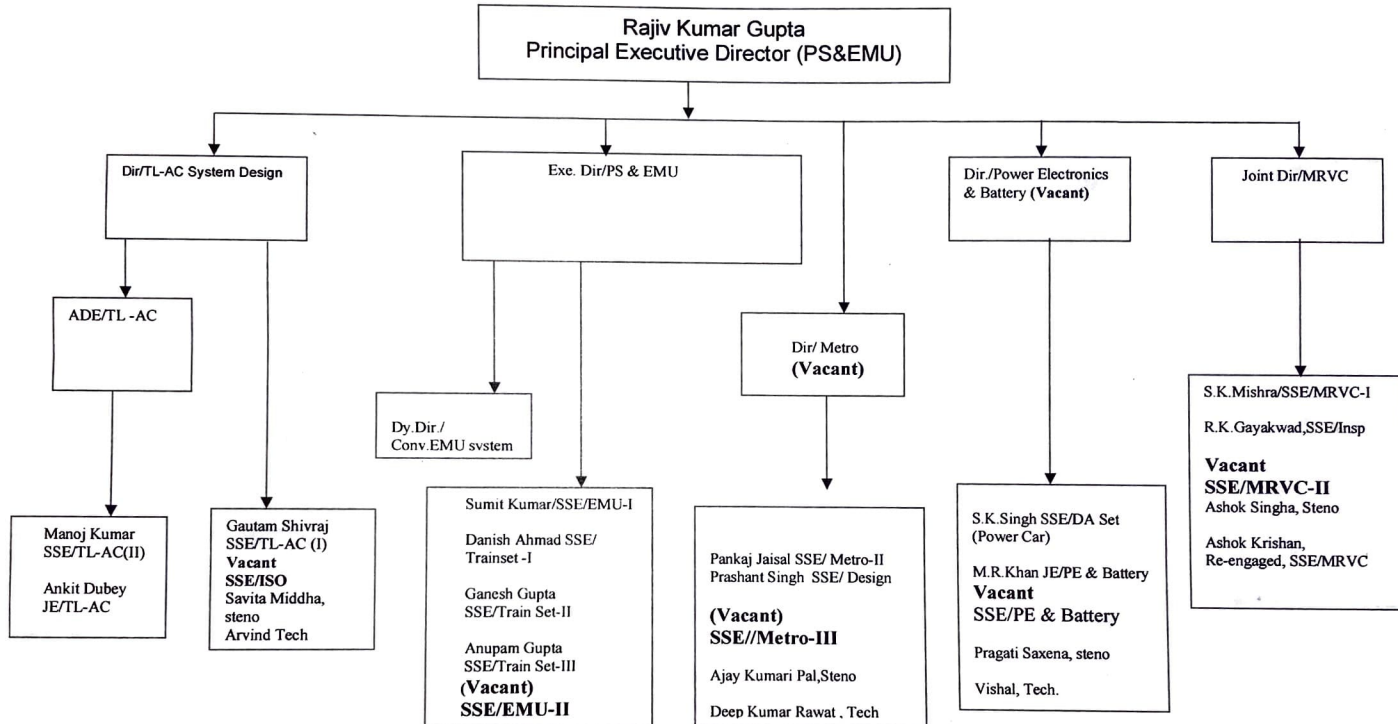 Rajiv Kumar Gupta
Principal Executive Director (PS&EMU)
Dir/TL-AC System Design
Exe. Dir/PS & EMU
Dir./Power Electronics
& Battery (Vacant)
Joint Dir/MRVC
ADE/TL -AC
Dir/ Metro
(Vacant)
Dy.Dir./
Conv.EMU system
S.K.Mishra/SSE/MRVC-I
R.K.Gayakwad,SSE/Insp
Vacant
SSE/MRVC-II
Ashok Singha, Steno
Ashok Krishan,
Re-engaged, SSE/MRVC
Manoj Kumar
SSE/TL-AC(II)
Ankit Dubey
JE/TL-AC
Gautam Shivraj
SSE/TL-AC (I)
Vacant
SSE/ISO
Savita Middha,
steno
Arvind Tech
Sumit Kumar/SSE/EMU-I
Danish Ahmad SSE/
Trainset -I
Ganesh Gupta
SSE/Train Set-II
Anupam Gupta
SSE/Train Set-III
(Vacant)
SSE/EMU-II
Pankaj Jaisal SSE/ Metro-II
Prashant Singh SSE/ Design
(Vacant)
SSE//Metro-III
Ajay Kumari Pal,Steno
Deep Kumar Rawat , Tech
S.K.Singh SSE/DA Set
(Power Car)
M.R.Khan JE/PE & Battery
Vacant
SSE/PE & Battery
Pragati Saxena, steno
Vishal, Tech.